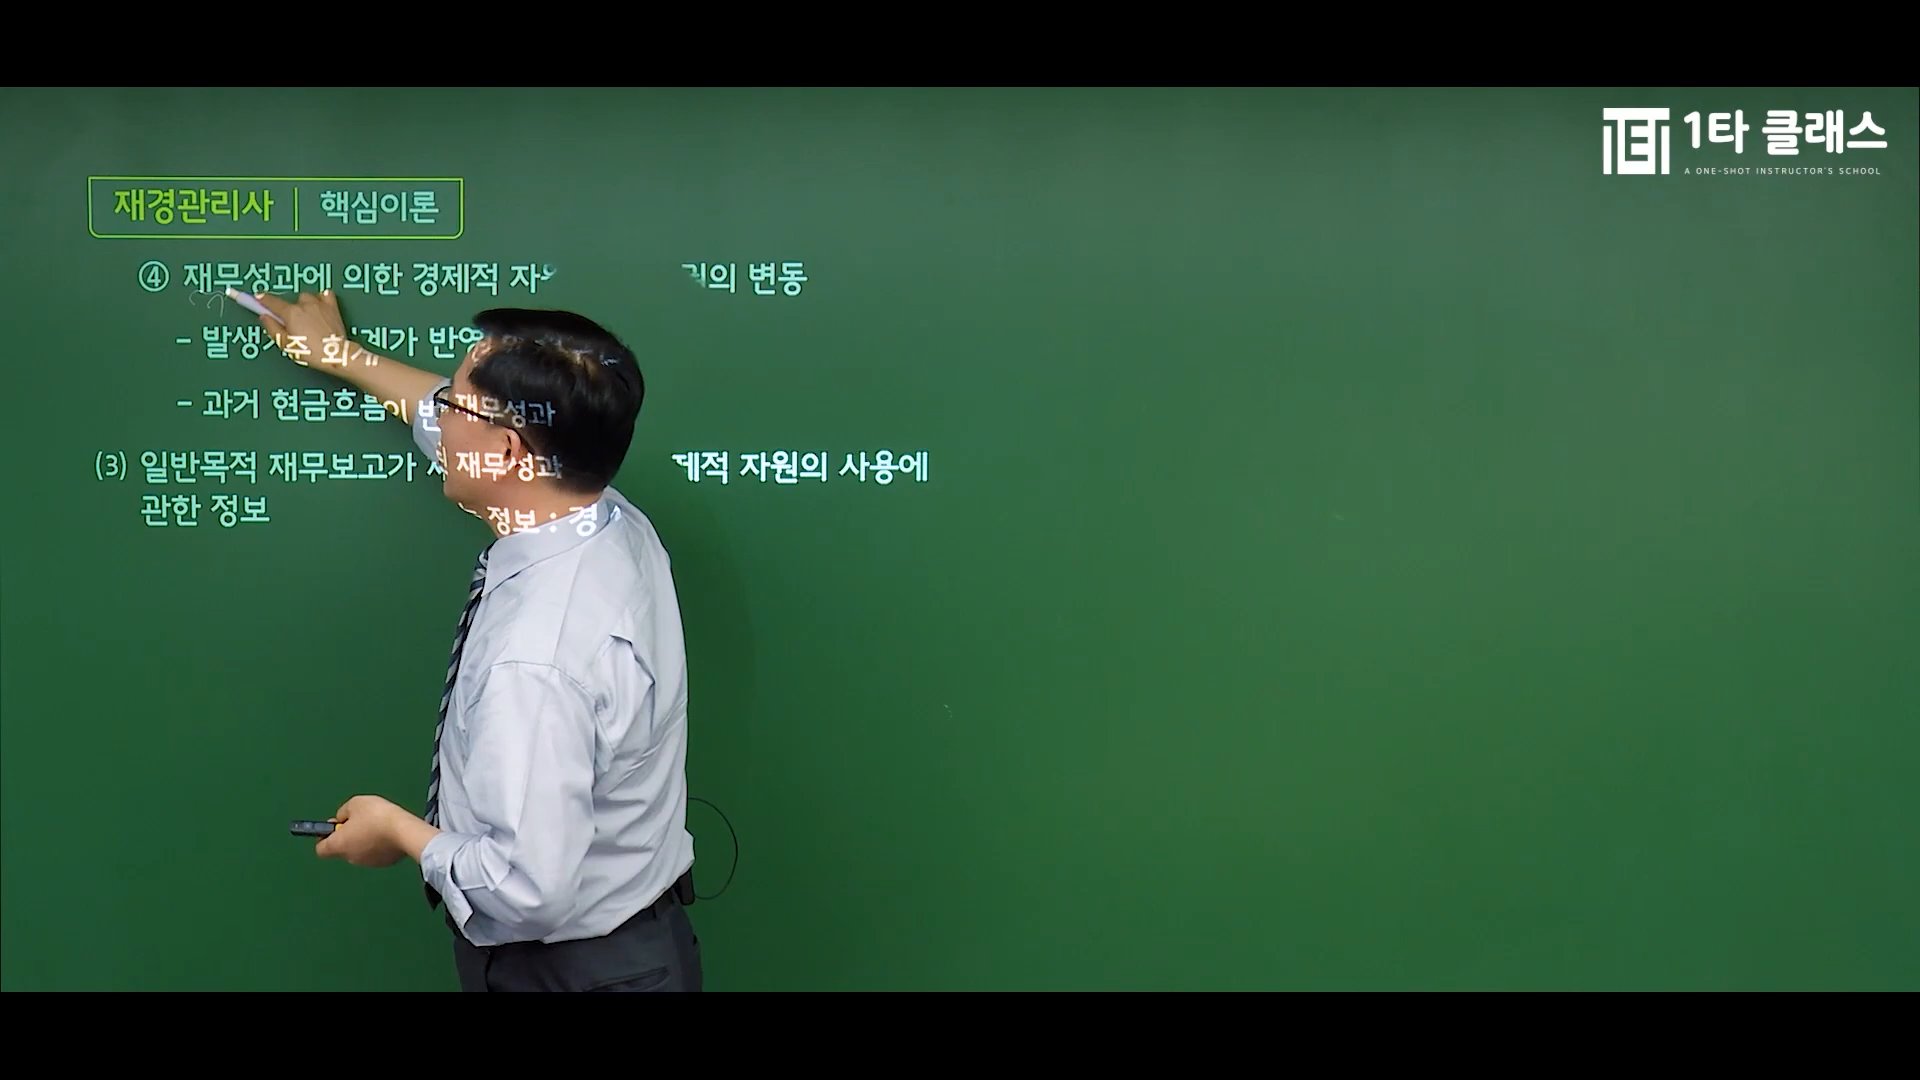 1타 클래스
A ONE-SHOT INSTRUCTOR'S SCHOOL
재경관리사 | 핵심이론
④ 재무성과에 의한 경제적 의 변동
- 발생기준 회계가 반영
- 과거 현금흐름이 재무성과
(3) 일반목적 재무보고가 재무성과 제적 자원의 사용에
관한 정보 정보 : 경